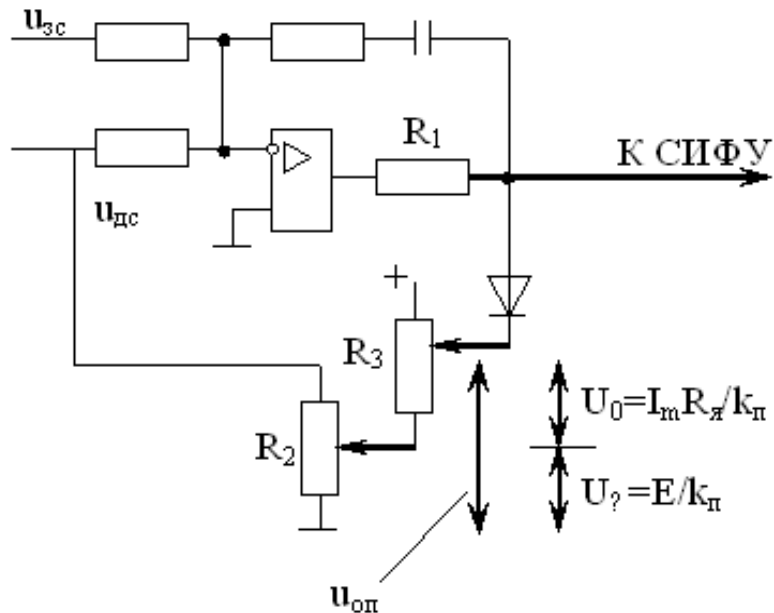 uзс
R1
К СИФУ
uдс
+
R3
R2
U0=ImRя/kп
U?=E/kп
uоп